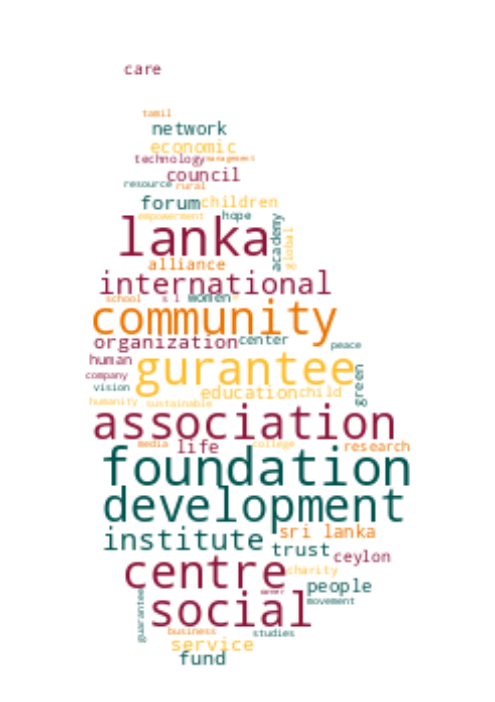 care
tamil
network
economic
technology management
council
resource rural
forum children
empowerment hope
lanka academy global
alliance
international
school s l women
community
organization center
peace
human
gurantee
company
vision green
education child
humanity sustainable
association
media life college research
foundation
development
sri lanka
institute trust
ceylon
centre charity
people
social movement
guarantee
business studies
service
fund